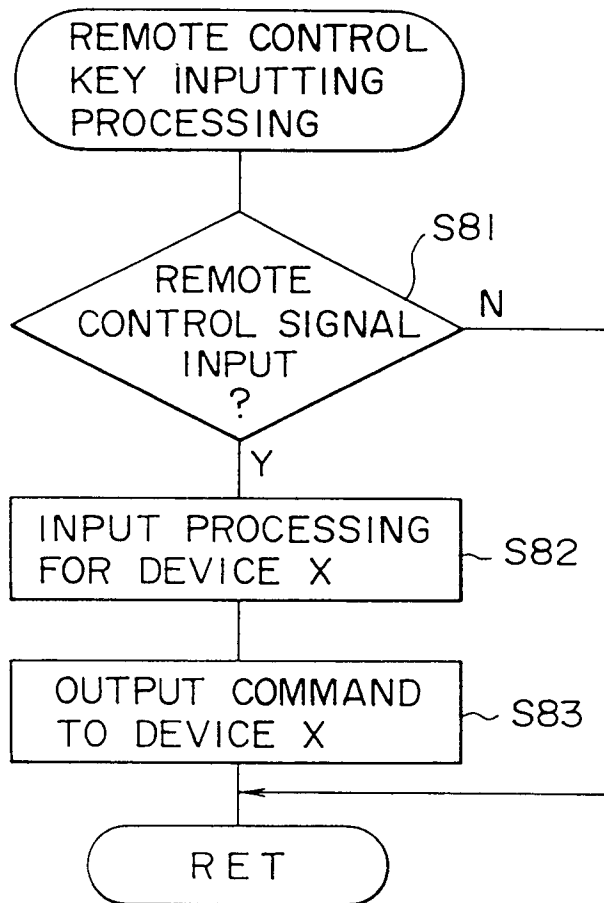 REMOTE CONTROL
KEY INPUTTING
PROCESSING
S81
REMOTE
CONTROL SIGNAL
INPUT
?
N
Y
INPUT PROCESSING
FOR DEVICE X
S82
OUTPUT COMMAND
TO DEVICE X
S83
RET